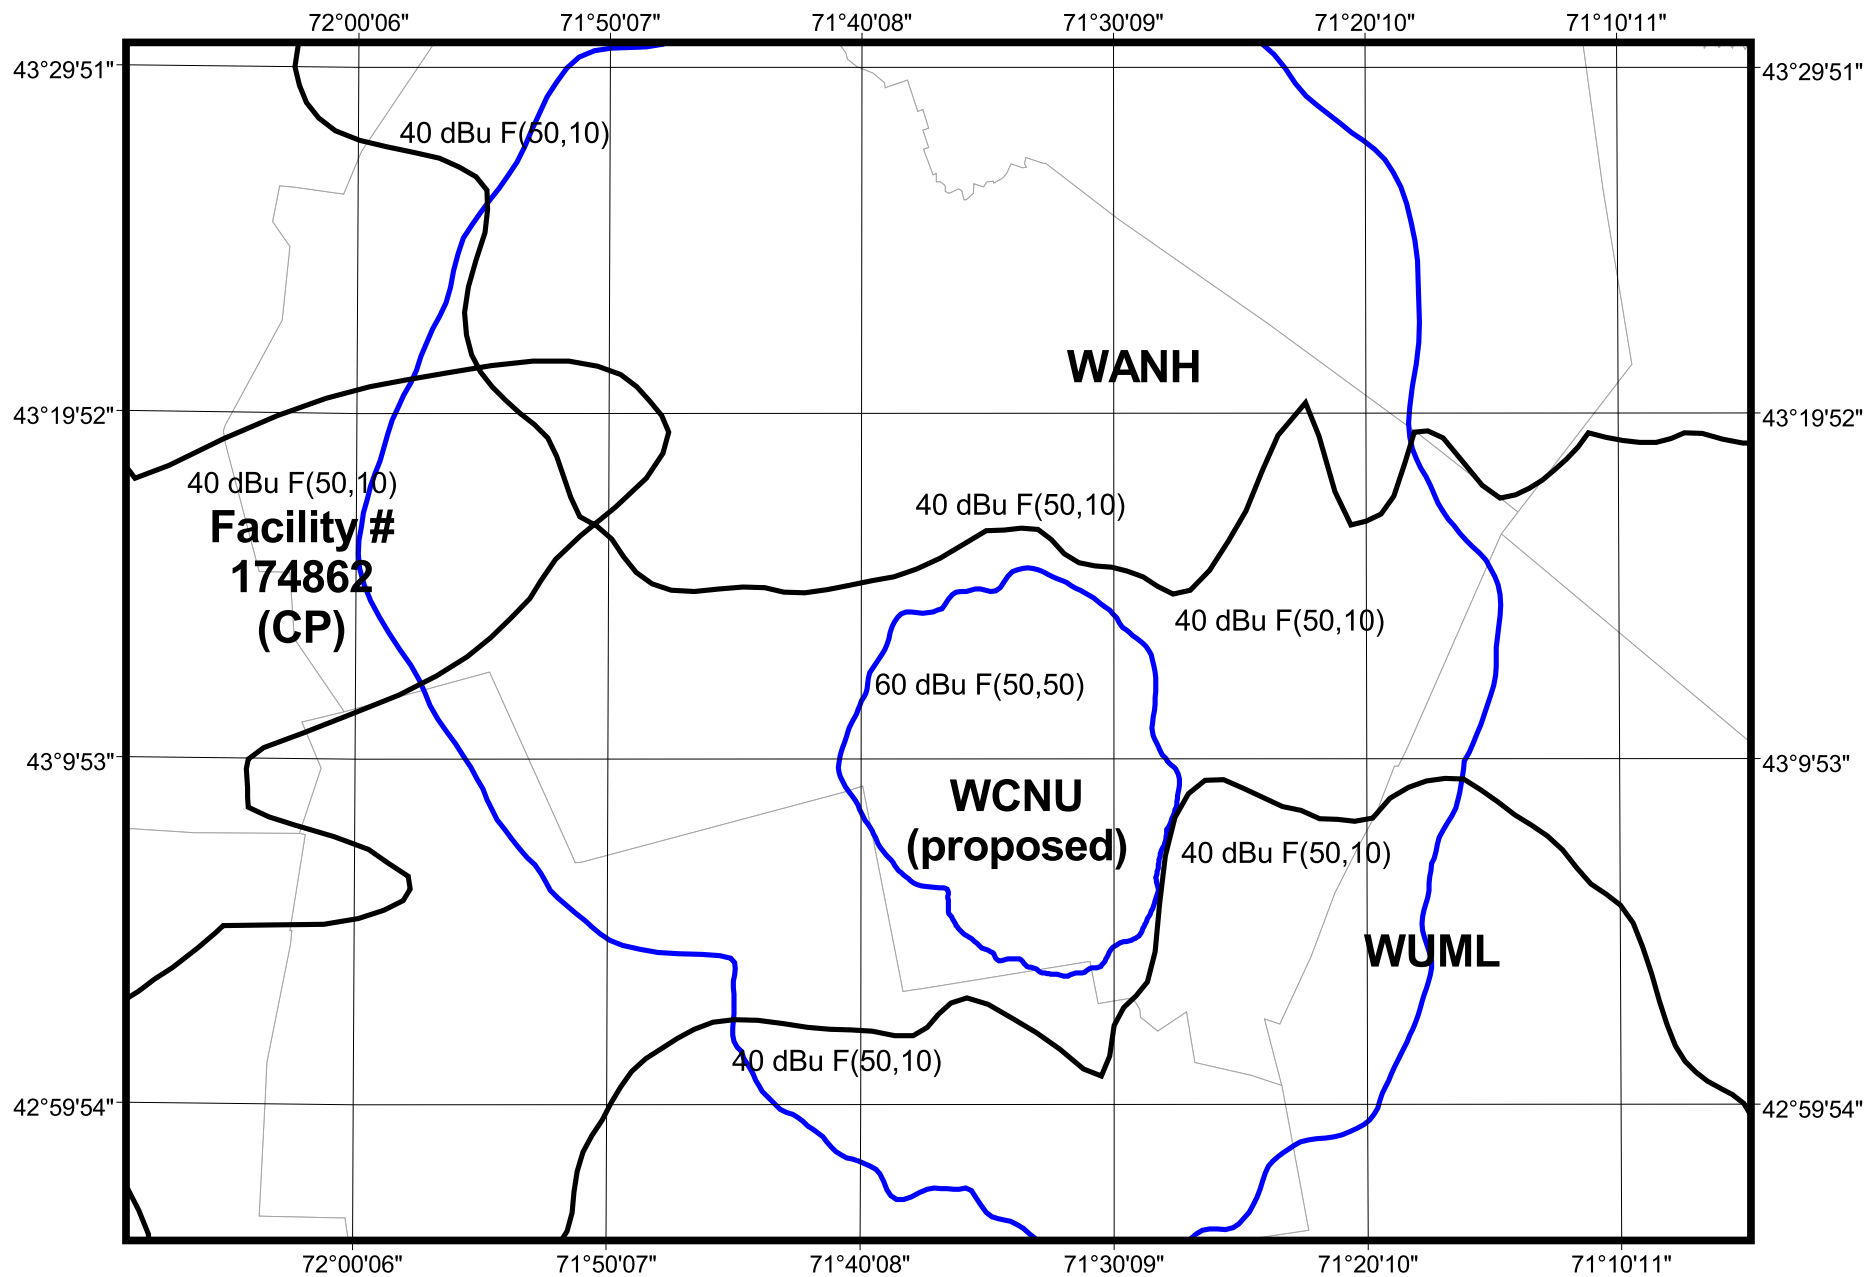 72°00'06" 71°50'07" 71°40'08" 71°30'09" 71°20'10" 71°10'11"
43°29'51" 43°29'51"
40 dBu F(50,10)
WANH
43°19'52" 43°19'52"
40 dBu F(50,10)
40 dBu F(50,10)
Facility #
174862
(CP)
40 dBu F(50,10)
60 dBu F(50,50)
43°9'53" 43°9'53"
WCNU
(proposed)
40 dBu F(50,10)
WUML
40 dBu F(50,10)
42°59'54" 42°59'54"
72°00'06" 71°50'07" 71°40'08" 71°30'09" 71°20'10" 71°10'11"